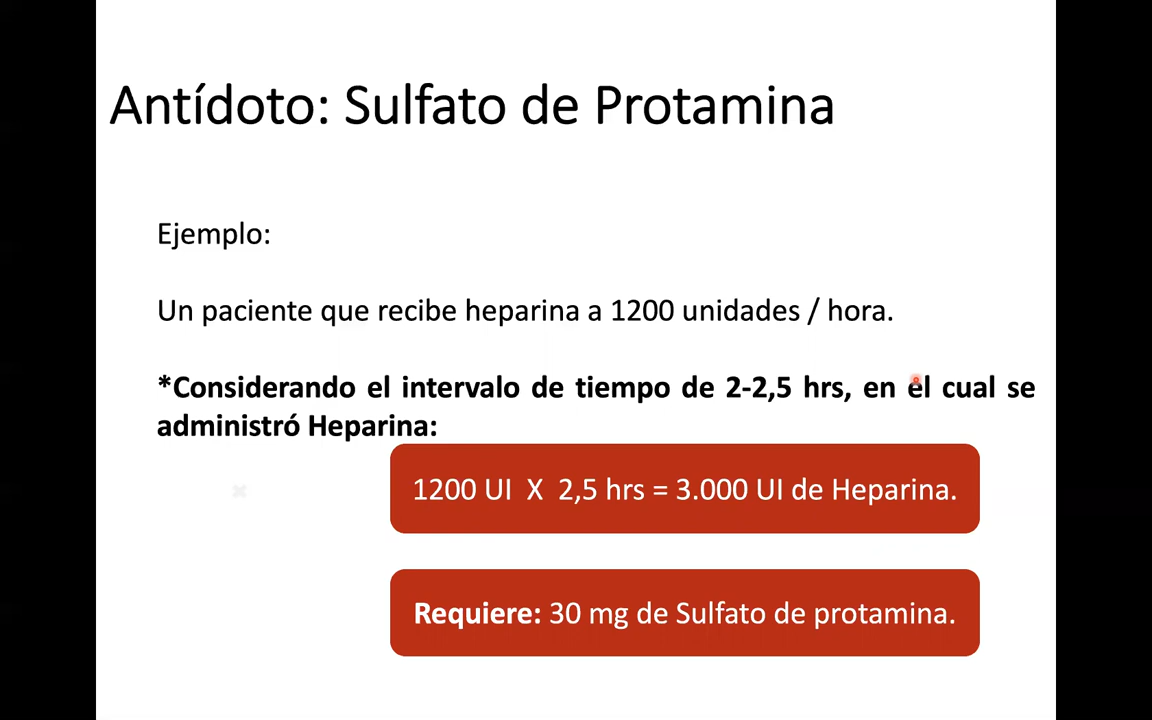 Antídoto: Sulfato de Protamina
Ejemplo:
Un paciente que recibe heparina a 1200 unidades / hora.
*Considerando el intervalo de tiempo de 2-2,5 hrs, en el cual se
administró Heparina:
1200 UI X 2,5 hrs = 3.000 UI de Heparina.
Requiere: 30 mg de Sulfato de protamina.